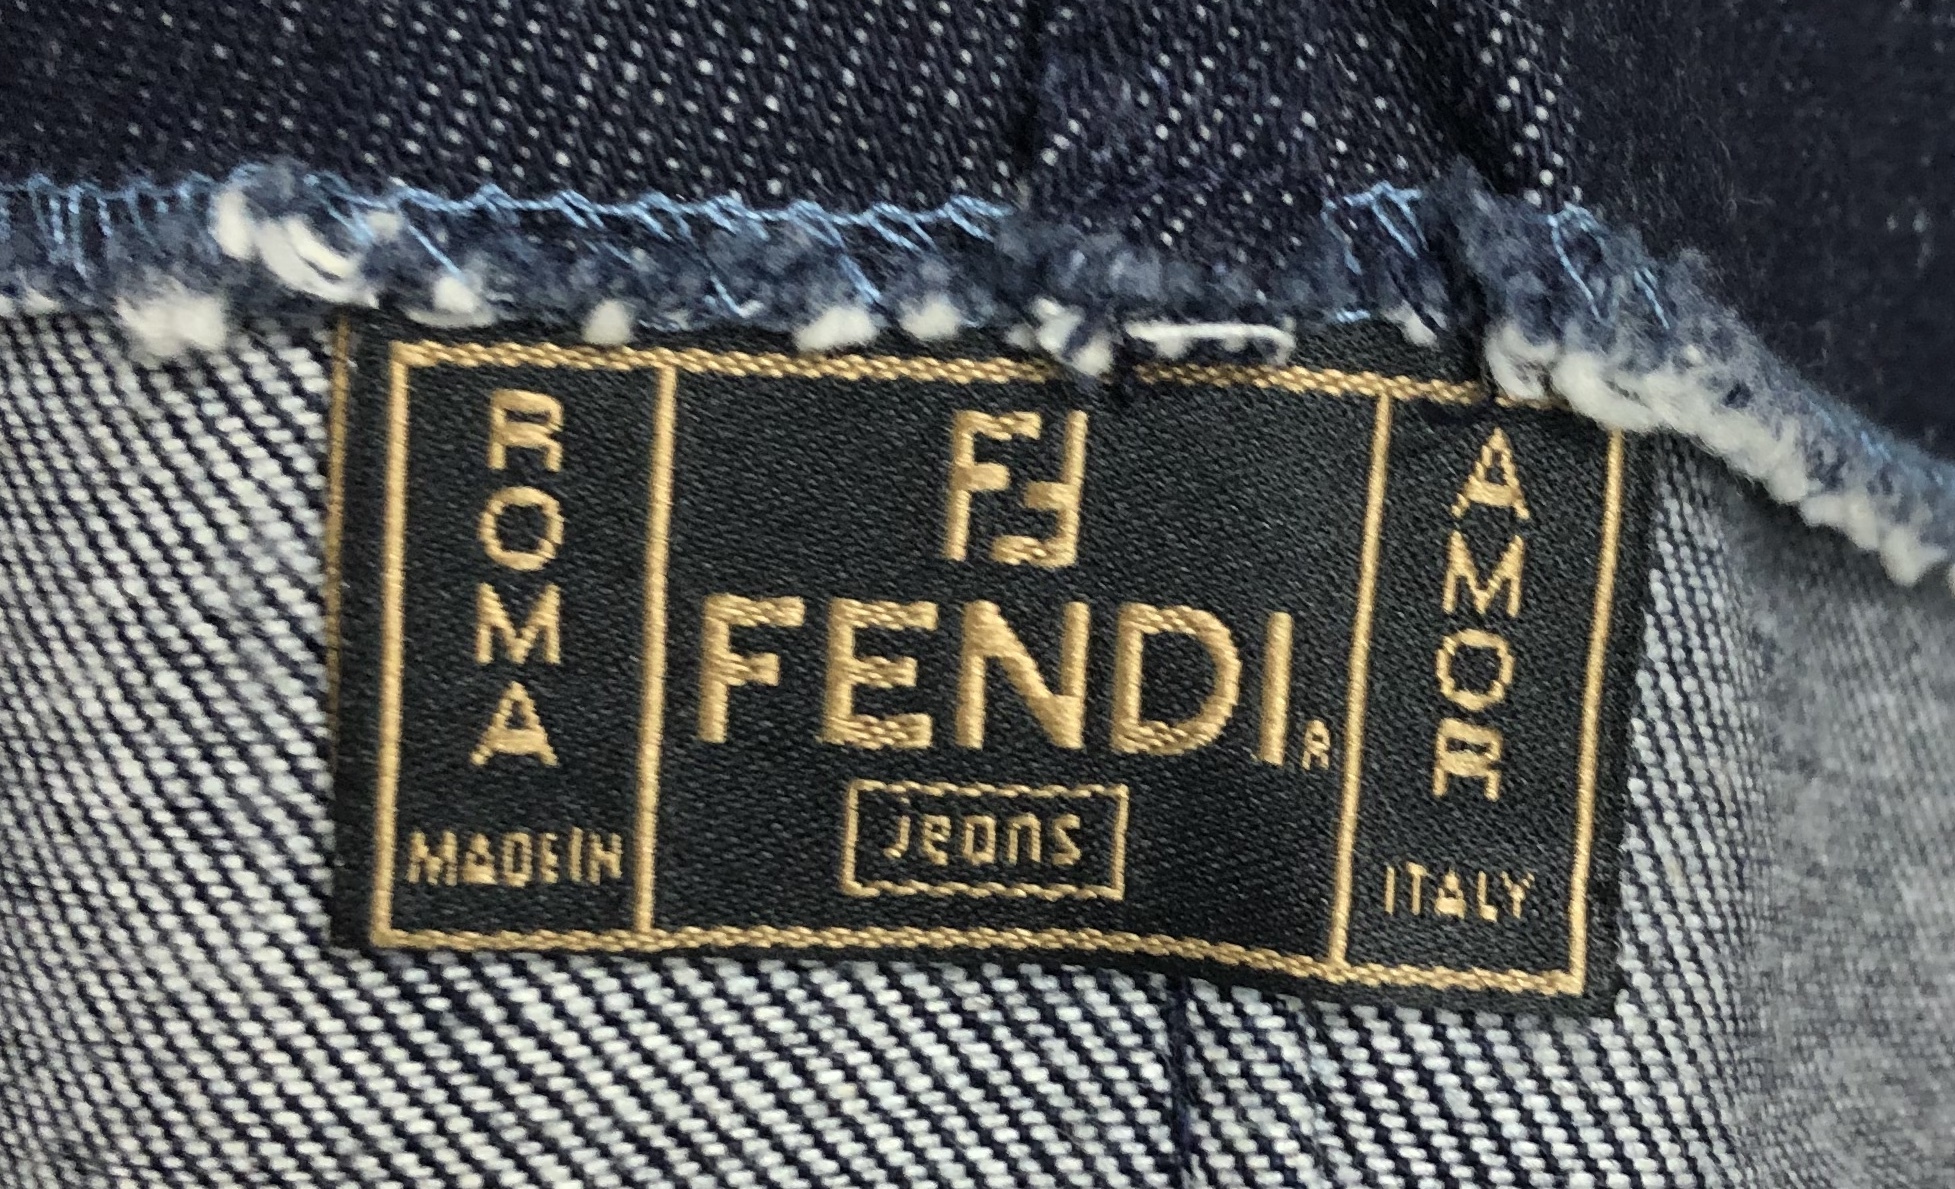 ROMA
MADE IN
FF
FENDI R
jeans
AMOR
ITALY